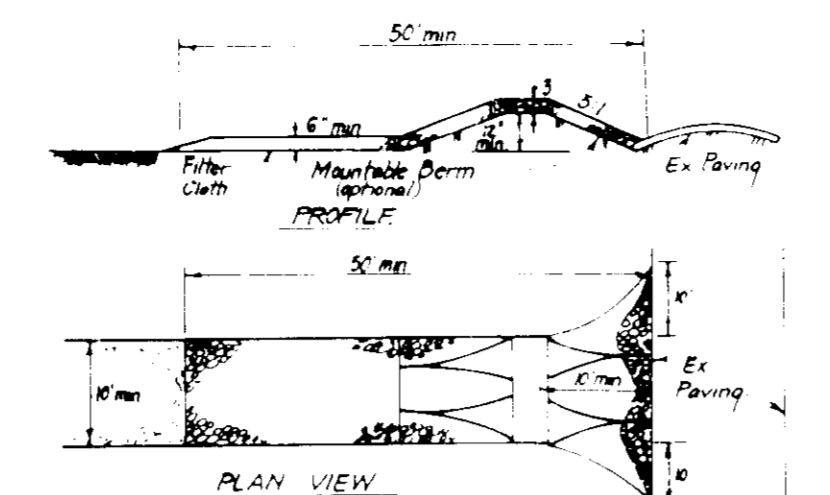 50' min
6" min
3
5:1
12"
min.
Filter
Cloth
Mountable Berm
(optional)
Ex Paving
PROFILE
50' min
10'
10' min
10' min
Ex
Paving
10
PLAN VIEW